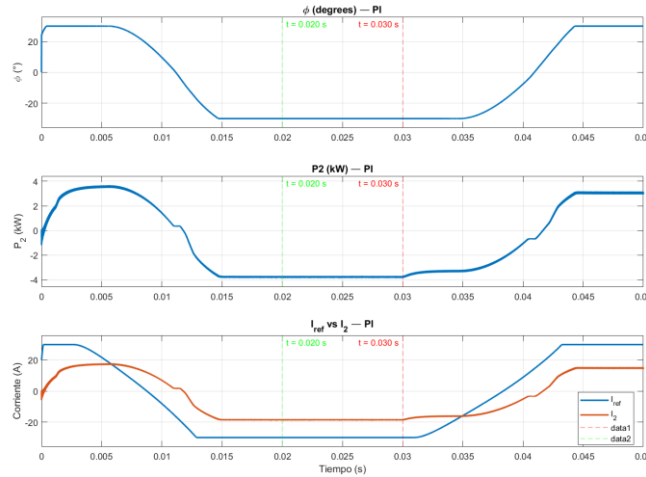 ϕ (degrees) — PI
t = 0.020 s t = 0.030 s
20
0
-20
ϕ (°)
0 0.005 0.01 0.015 0.02 0.025 0.03 0.035 0.04 0.045 0.05
P2 (kW) — PI
t = 0.020 s t = 0.030 s
4
2
0
-2
-4
P2 (kW)
0 0.005 0.01 0.015 0.02 0.025 0.03 0.035 0.04 0.045 0.05
Iref vs I2 — PI
t = 0.020 s t = 0.030 s
20
0
-20
Corriente (A)
Iref
I2
data1
data2
0 0.005 0.01 0.015 0.02 0.025 0.03 0.035 0.04 0.045 0.05
Tiempo (s)